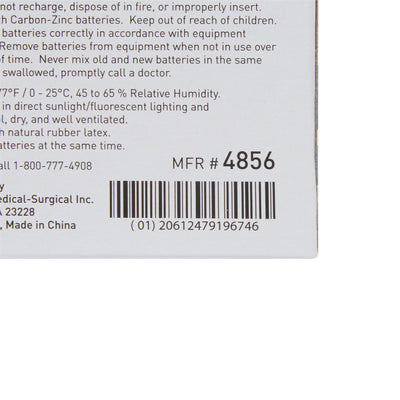 not recharge, dispose of in fire, or improperly insert.
th Carbon-Zinc batteries. Keep out of reach of children.
batteries correctly in accordance with equipment
Remove batteries from equipment when not in use over
of time. Never mix old and new batteries in the same
swallowed, promptly call a doctor.
77°F / 0 - 25°C, 45 to 65 % Relative Humidity.
in direct sunlight/fluorescent lighting and
ol, dry, and well ventilated.
h natural rubber latex.
atteries at the same time.
all 1-800-777-4908
MFR # 4856
y
edical-Surgical Inc.
A 23228
, Made in China
(01) 20612479196746